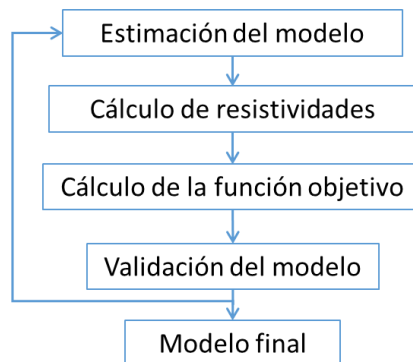 Estimación del modelo
Cálculo de resistividades
Cálculo de la función objetivo
Validación del modelo
Modelo final